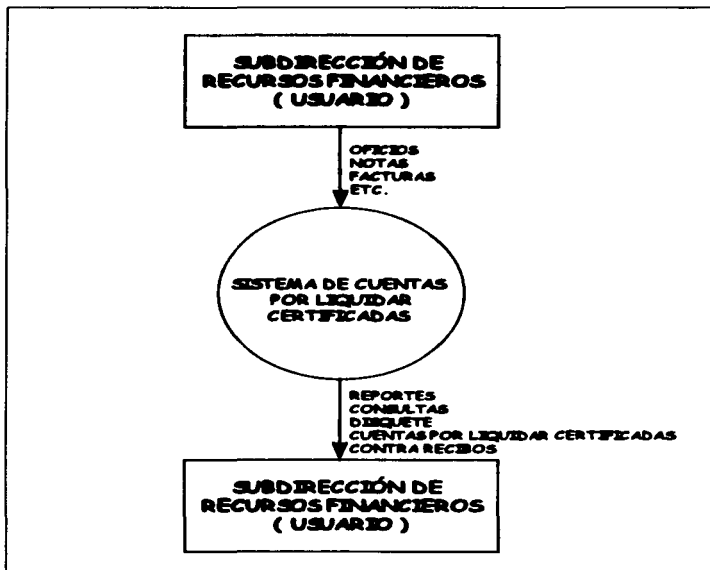 SUBDIRECCIÓN DE
RECURSOS FINANCIEROS
( USUARIO )
OFICIOS
NOTAS
FACTURAS
ETC.
SISTEMA DE CUENTAS
POR LIQUIDAR
CERTIFICADAS
REPORTES
CONSULTAS
DISQUETE
CUENTAS POR LIQUIDAR CERTIFICADAS
CONTRA RECIBOS
SUBDIRECCIÓN DE
RECURSOS FINANCIEROS
( USUARIO )